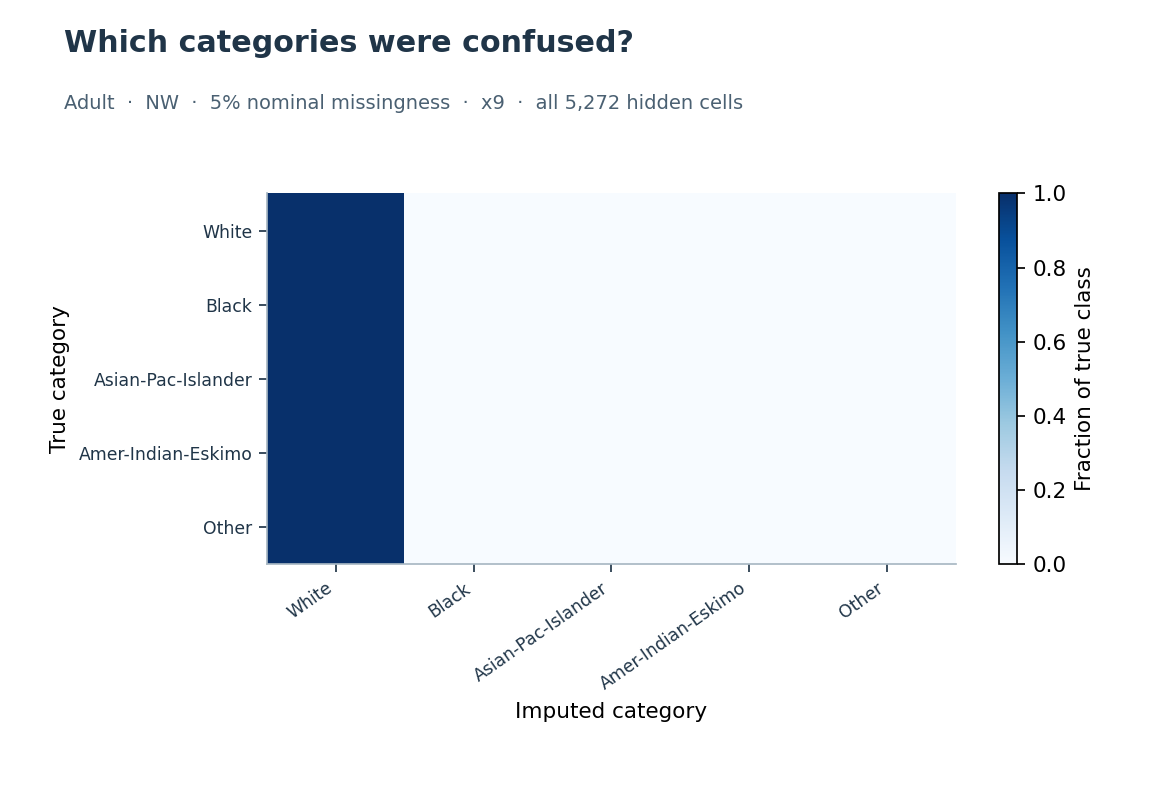 Which categories were confused?
Adult · NW · 5% nominal missingness · x9 · all 5,272 hidden cells
True category
White
Black
Asian-Pac-Islander
Amer-Indian-Eskimo
Other
White
Black
Asian-Pac-Islander
Amer-Indian-Eskimo
Other
Imputed category
1.0
0.8
0.6
0.4
0.2
0.0
Fraction of true class